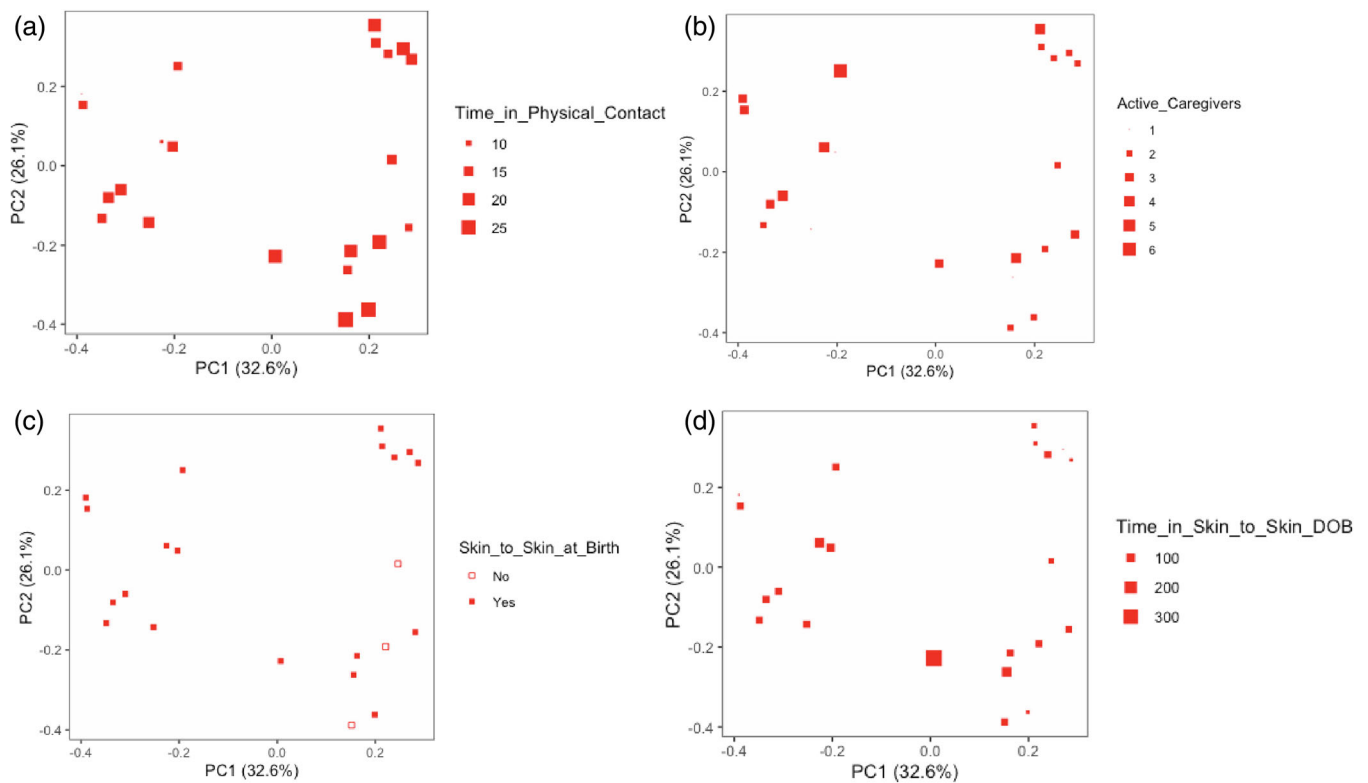 (a)
0.2
0.0
-0.2
-0.4
PC2 (26.1%)
-0.4 -0.2 0.0 0.2
PC1 (32.6%)
Time_in_Physical_Contact
10
15
20
25
(b)
0.2
0.0
-0.2
-0.4
PC2 (26.1%)
-0.4 -0.2 0.0 0.2
PC1 (32.6%)
Active_Caregivers
1
2
3
4
5
6
(c)
0.2
0.0
-0.2
-0.4
PC2 (26.1%)
-0.4 -0.2 0.0 0.2
PC1 (32.6%)
Skin_to_Skin_at_Birth
No
Yes
(d)
0.2
0.0
-0.2
-0.4
PC2 (26.1%)
-0.4 -0.2 0.0 0.2
PC1 (32.6%)
Time_in_Skin_to_Skin_DOB
100
200
300